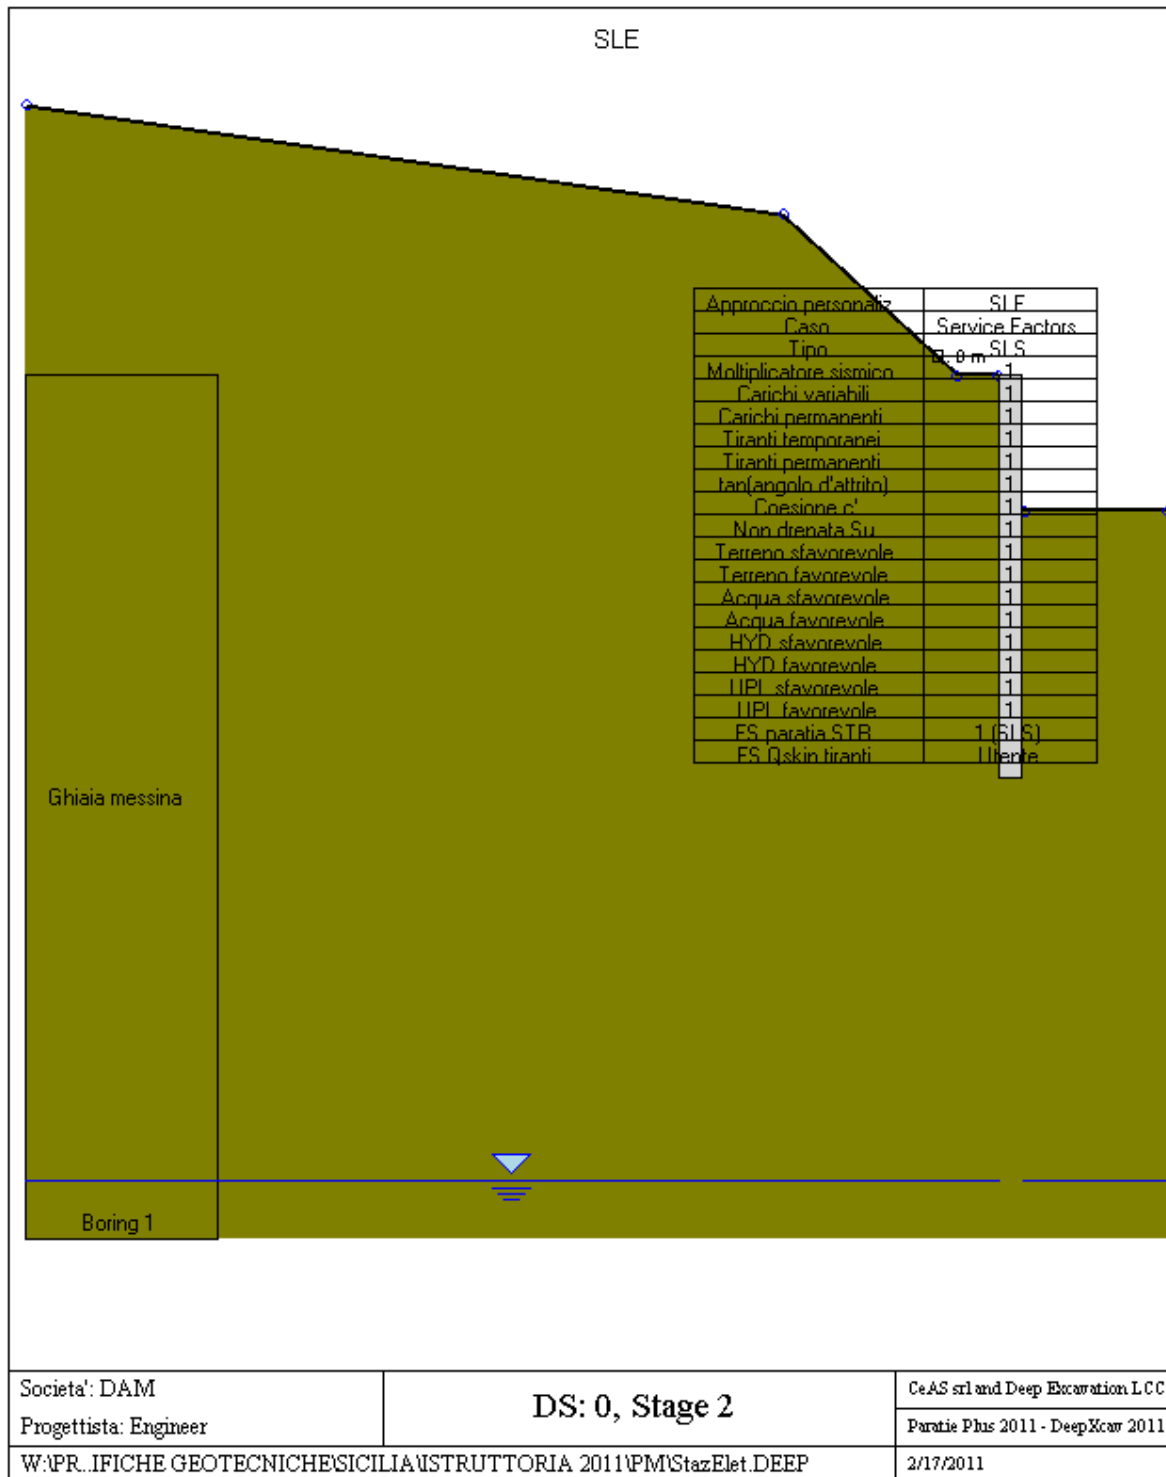 SLE
Approccio personaliz SLE
Caso Service Factors
Tipo SLS
0 m
Moltiplicatore sismico 1
Carichi variabili 1
Carichi permanenti 1
Tiranti temporanei 1
Tiranti permanenti 1
tan(angolo d'attrito) 1
Coesione c' 1
Non drenata Su 1
Terreno sfavorevole 1
Terreno favorevole 1
Acqua sfavorevole 1
Acqua favorevole 1
HYD sfavorevole 1
HYD favorevole 1
UPL sfavorevole 1
UPL favorevole 1
FS paratia STR 1 (SLS)
FS Qskin tiranti Utente
Ghiaia messina
Boring 1
Societa': DAM
Progettista: Engineer
DS: 0, Stage 2
CeAS srl and Deep Excavation LCC
Paratie Plus 2011 - DeepXcav 2011
W:\PR..IFICHE GEOTECNICHE\SICILIA\ISTRUTTORIA 2011\PM\StazElet.DEEP
2/17/2011